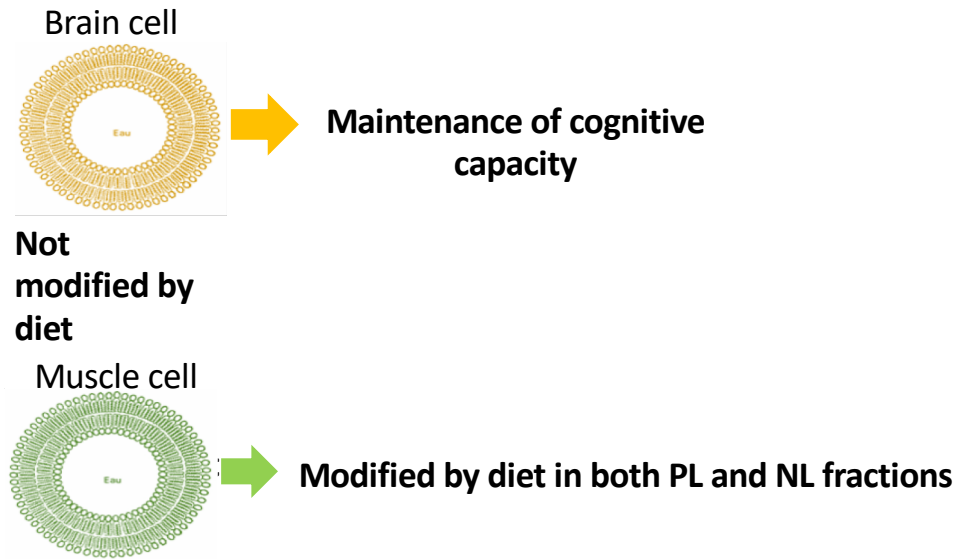 Brain cell
Eau
Maintenance of cognitive
capacity
Not
modified by
diet
Muscle cell
Eau
Modified by diet in both PL and NL fractions